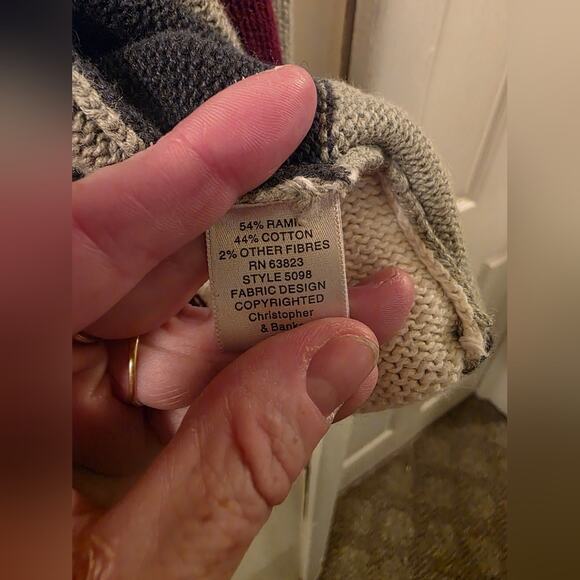 54% RAMIE
44% COTTON
2% OTHER FIBRES
RN 63823
STYLE 5098
FABRIC DESIGN
COPYRIGHTED
Christopher
& Banks